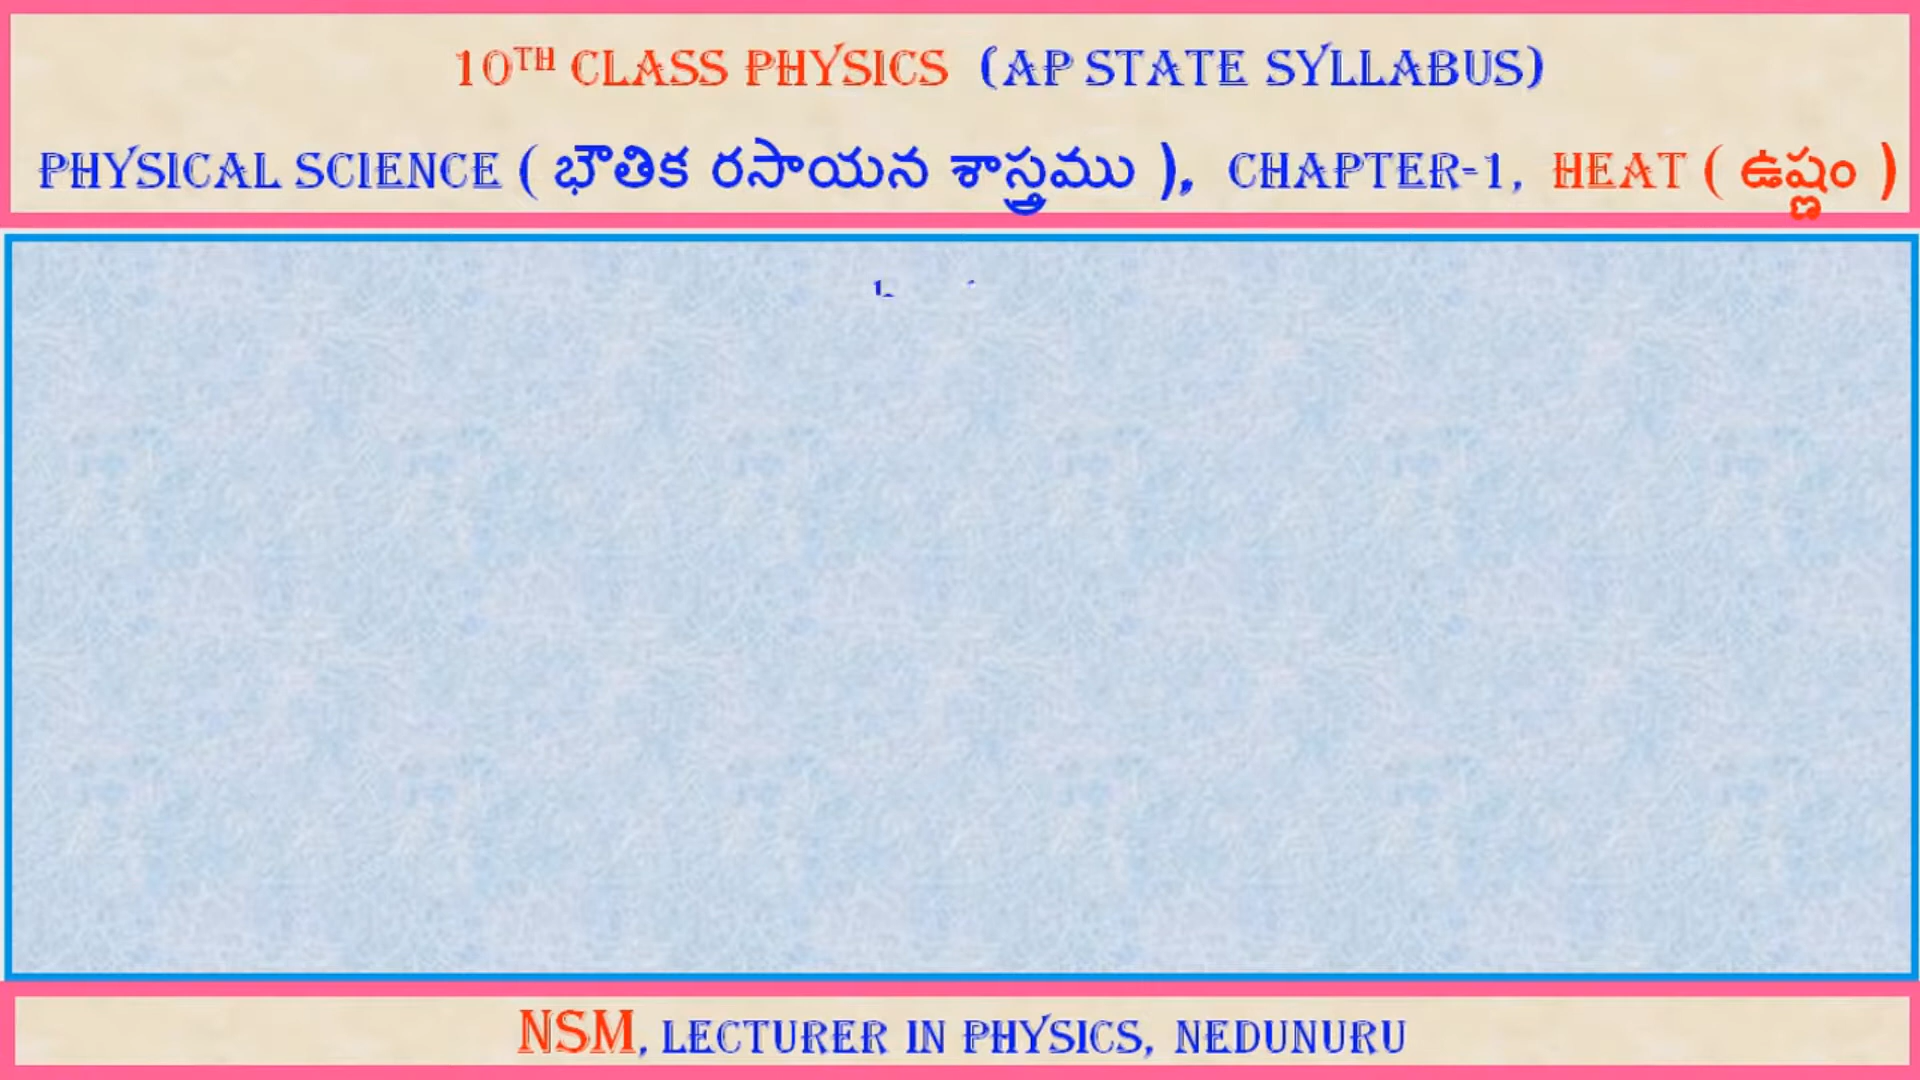 10TH CLASS PHYSICS (AP STATE SYLLABUS)
PHYSICAL SCIENCE ( భౌతిక రసాయన శాస్త్రము ), CHAPTER-1, HEAT ( ఉష్ణం )
NSM, LECTURER IN PHYSICS, NEDUNURU